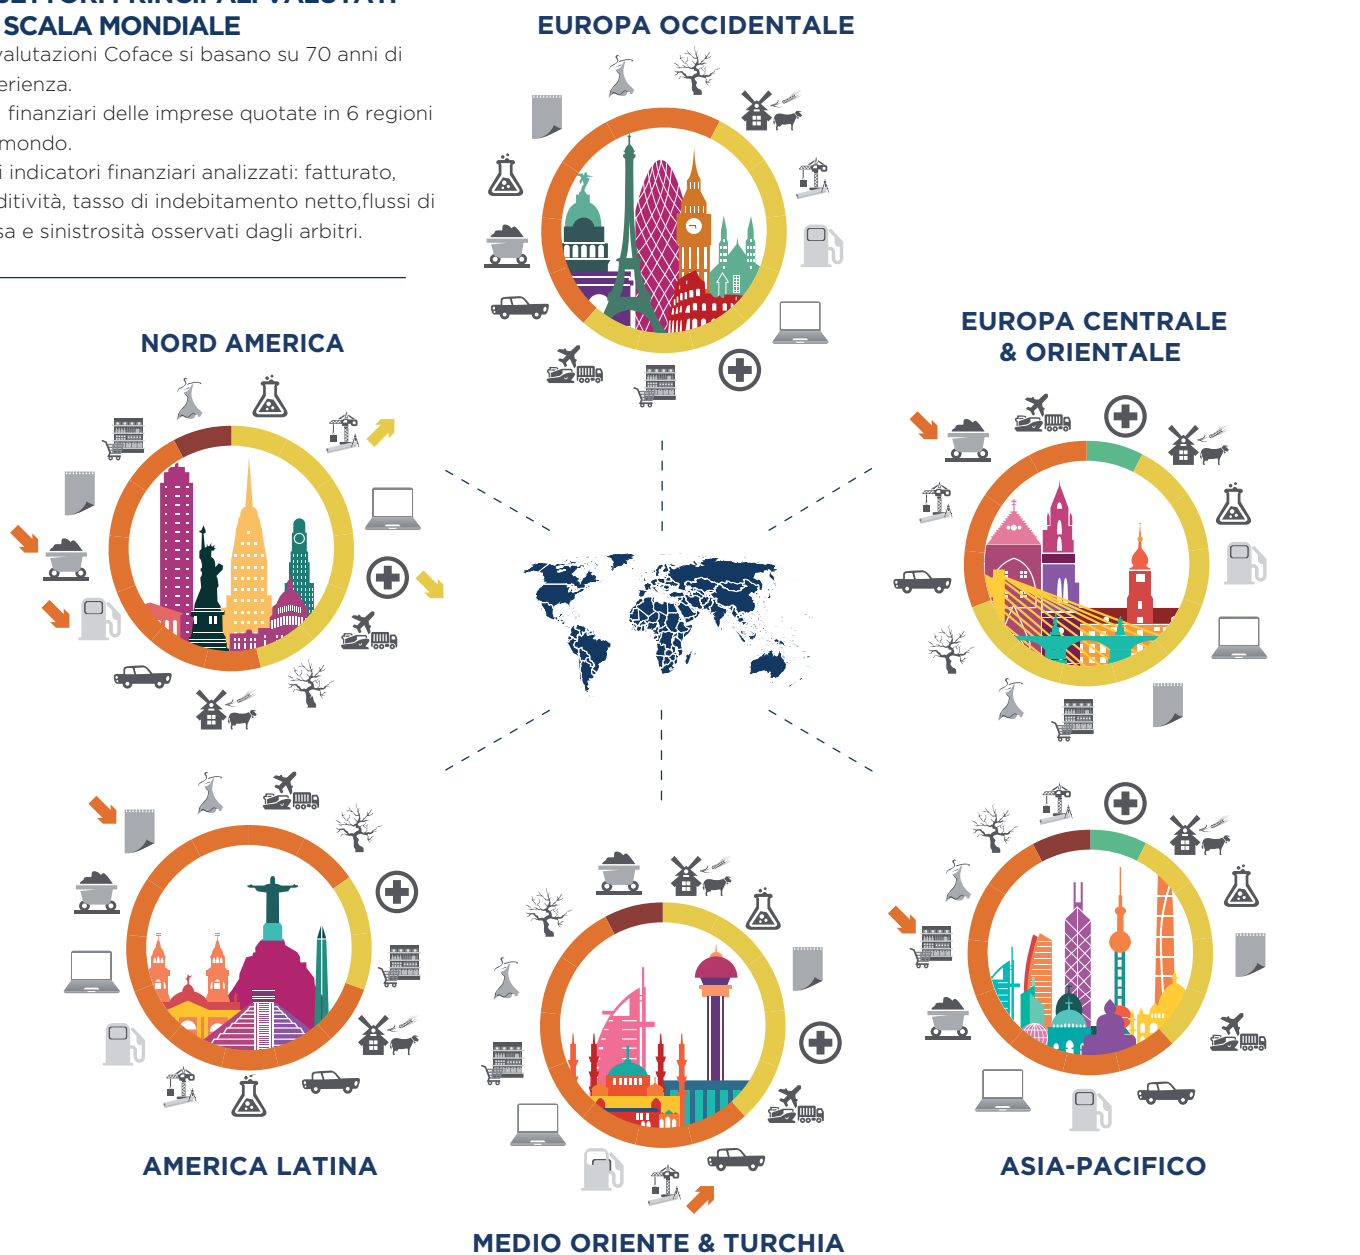 SCALA MONDIALE
valutazioni Coface si basano su 70 anni di
erienza.
finanziari delle imprese quotate in 6 regioni
mondo.
i indicatori finanziari analizzati: fatturato,
ditività, tasso di indebitamento netto,flussi di
sa e sinistrosità osservati dagli arbitri.
EUROPA OCCIDENTALE
NORD AMERICA
EUROPA CENTRALE
& ORIENTALE
AMERICA LATINA
ASIA-PACIFICO
MEDIO ORIENTE & TURCHIA